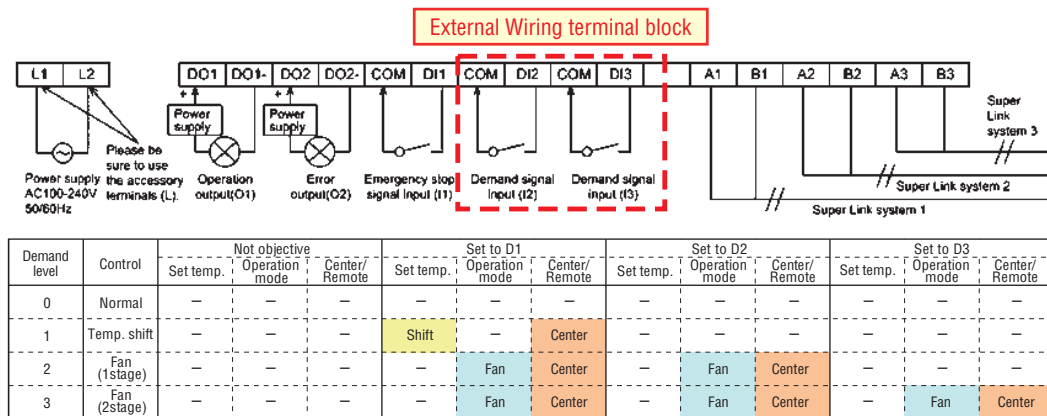 External Wiring terminal block
L1 L2 DO1 DO1- DO2 DO2- COM DI1 COM DI2 COM DI3 A1 B1 A2 B2 A3 B3
+ +
Power supply
Power supply
Please be sure to use the accessory terminals (L).
Power supply
AC100-240V
50/60Hz
Operation
output(O1)
Error
output(O2)
Emergency stop
signal input (I1)
Demand signal
input (I2)
Demand signal
input (I3)
Super
Link
system 3
Super Link system 2
Super Link system 1
Demand level Control Not objective Set to D1 Set to D2 Set to D3
Set temp. Operation mode Center/Remote Set temp. Operation mode Center/Remote Set temp. Operation mode Center/Remote Set temp. Operation mode Center/Remote
0 Normal – – – – – – – – – – – –
1 Temp. shift – – – Shift – Center – – – – – –
2 Fan (1stage) – – – – Fan Center – Fan Center – – –
3 Fan (2stage) – – – – Fan Center – Fan Center – Fan Center